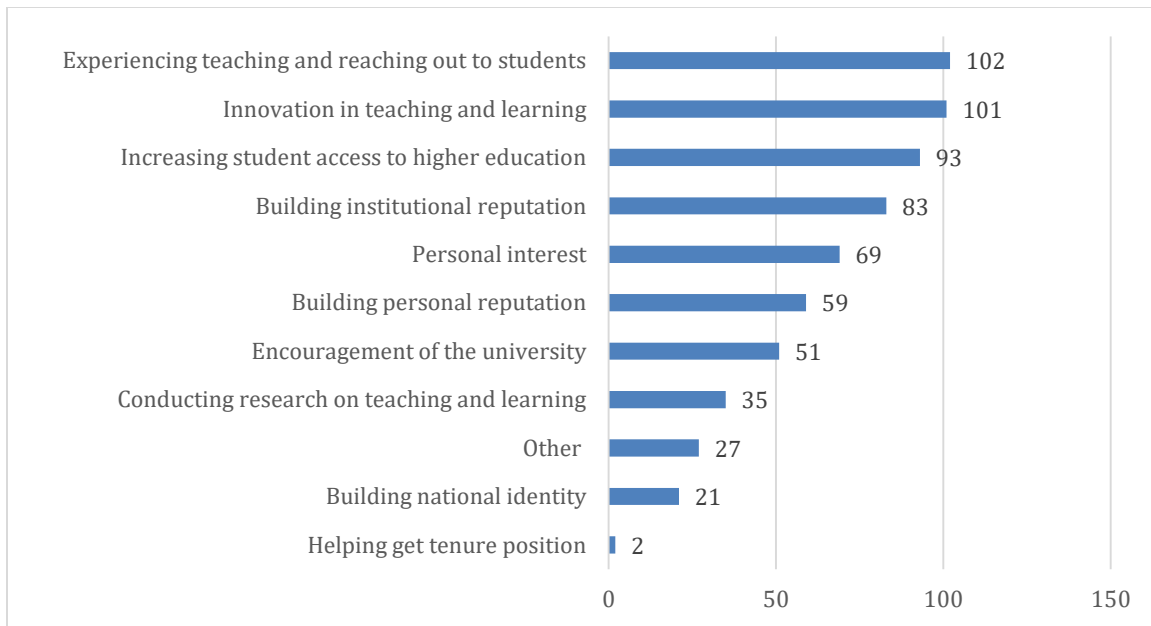 Experiencing teaching and reaching out to students 102
Innovation in teaching and learning 101
Increasing student access to higher education 93
Building institutional reputation 83
Personal interest 69
Building personal reputation 59
Encouragement of the university 51
Conducting research on teaching and learning 35
Other 27
Building national identity 21
Helping get tenure position 2
0 50 100 150